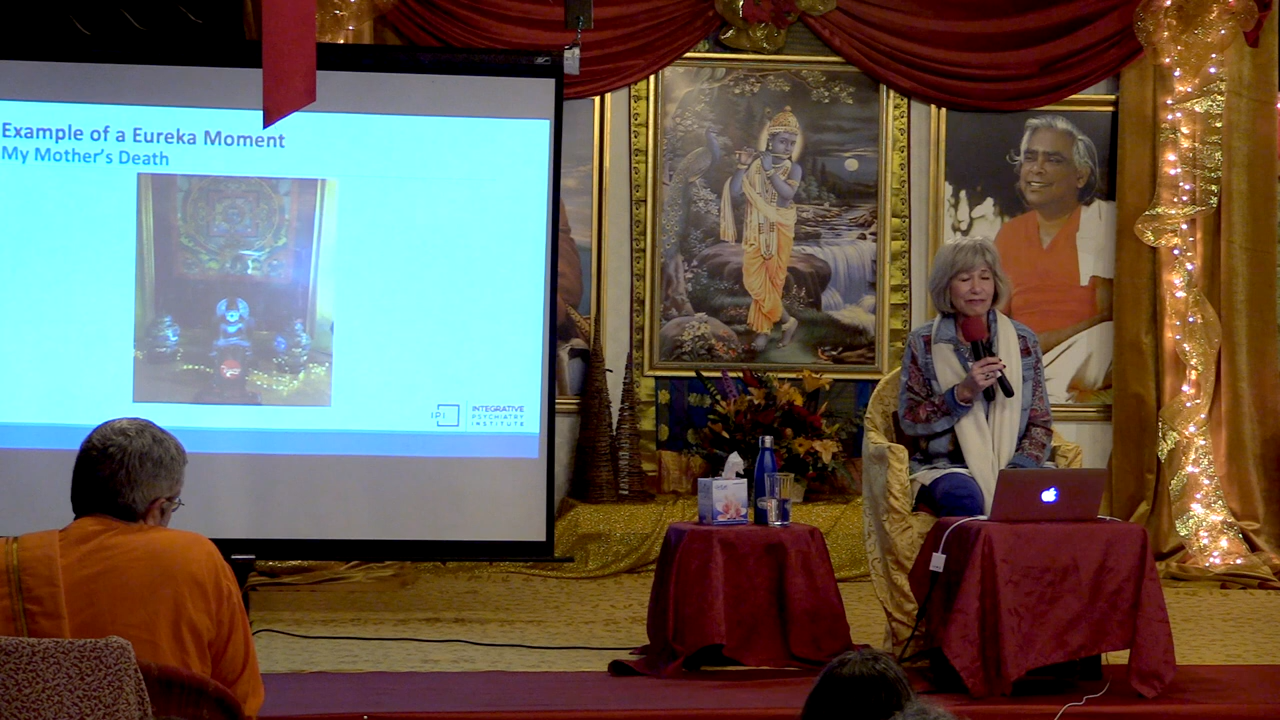 Example of a Eureka Moment
My Mother's Death
IPI
INTEGRATIVE
PSYCHIATRY
INSTITUTE